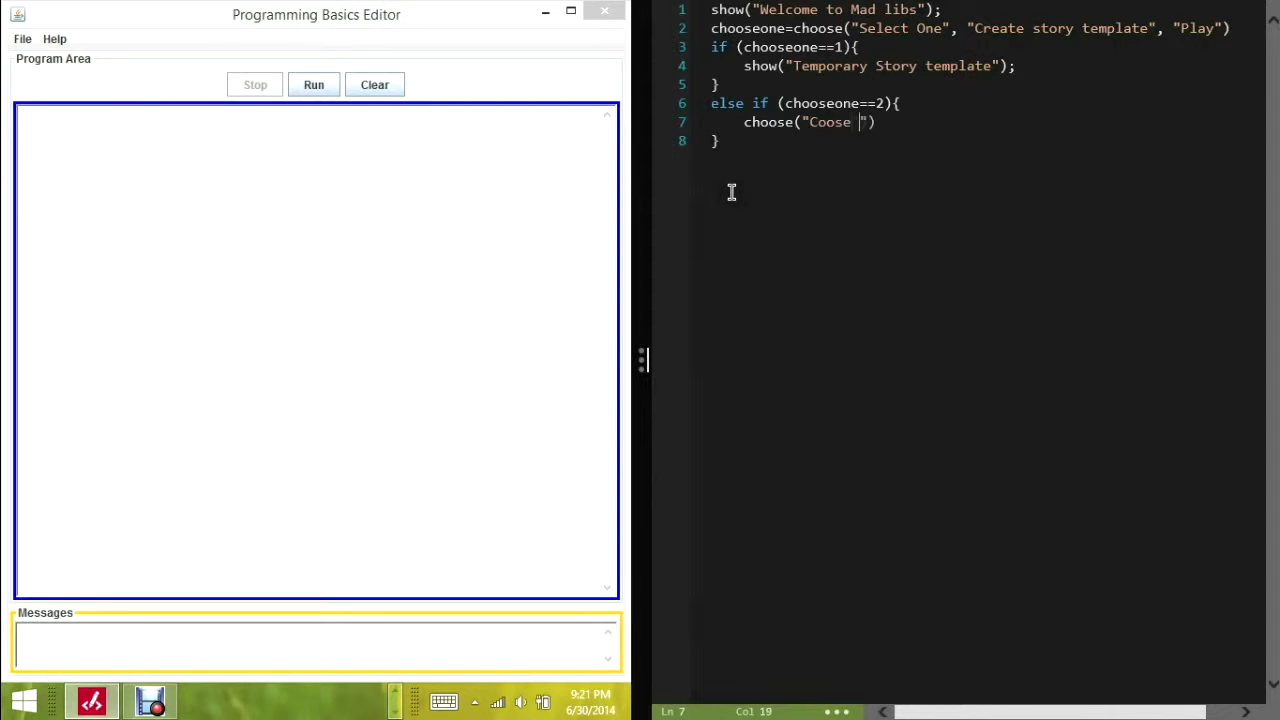 Programming Basics Editor
File Help
Program Area
Stop Run Clear
Messages
9:21 PM
6/30/2014
1 show("Welcome to Mad libs");
2 chooseone=choose("Select One", "Create story template", "Play")
3 if (chooseone==1){
4 show("Temporary Story template");
5 }
6 else if (chooseone==2){
7 choose("Coose ")
8 }
Ln 7 Col 19